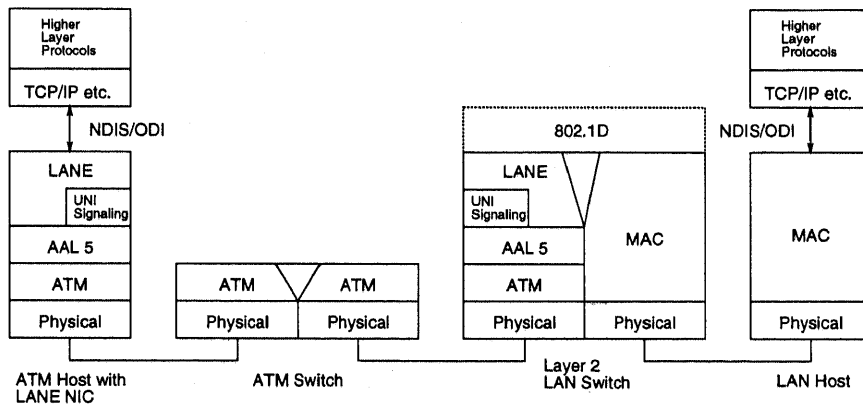 Higher
Layer
Protocols
TCP/IP etc.
NDIS/ODI
LANE
UNI
Signaling
AAL 5
ATM
Physical
ATM Host with
LANE NIC
ATM
ATM
Physical
Physical
ATM Switch
802.1D
LANE
UNI
Signaling
AAL 5
ATM
Physical
MAC
Physical
Layer 2
LAN Switch
Higher
Layer
Protocols
TCP/IP etc.
NDIS/ODI
MAC
Physical
LAN Host